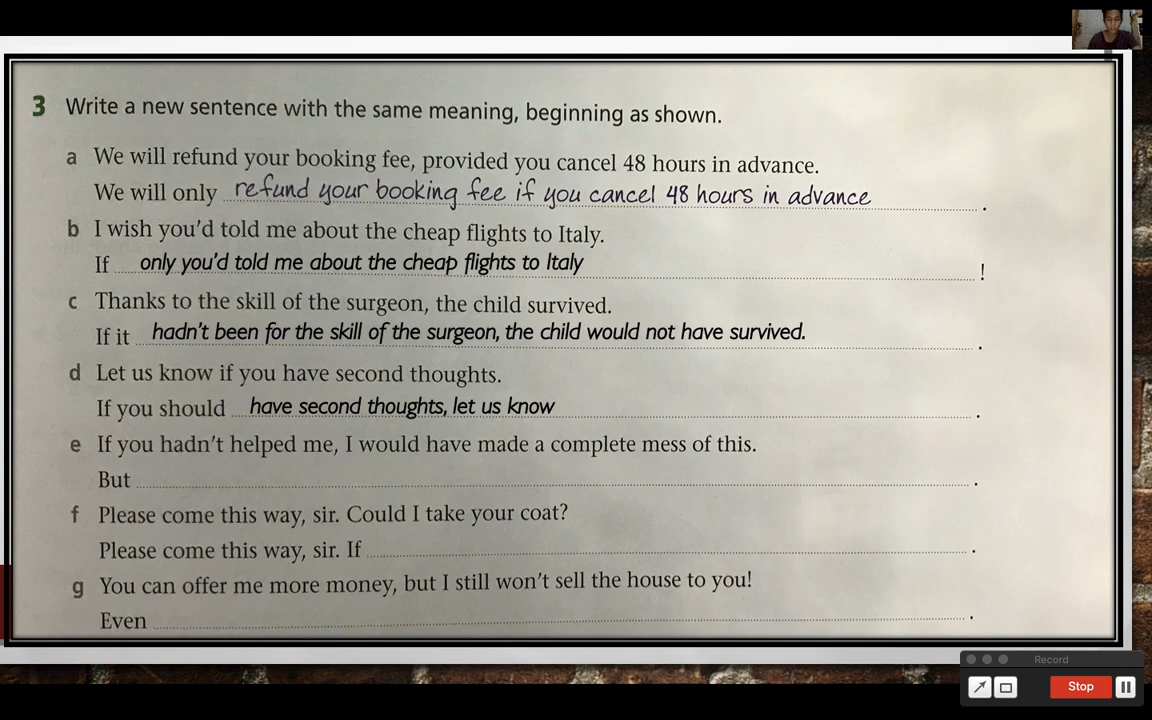 3 Write a new sentence with the same meaning, beginning as shown.
a We will refund your booking fee, provided you cancel 48 hours in advance.
We will only refund your booking fee if you cancel 48 hours in advance.
b I wish you'd told me about the cheap flights to Italy.
If only you'd told me about the cheap flights to Italy!
c Thanks to the skill of the surgeon, the child survived.
If it hadn't been for the skill of the surgeon, the child would not have survived. .
d Let us know if you have second thoughts.
If you should have second thoughts, let us know.
e If you hadn't helped me, I would have made a complete mess of this.
But .
f Please come this way, sir. Could I take your coat?
Please come this way, sir. If .
g You can offer me more money, but I still won't sell the house to you!
Even .
Record
Stop